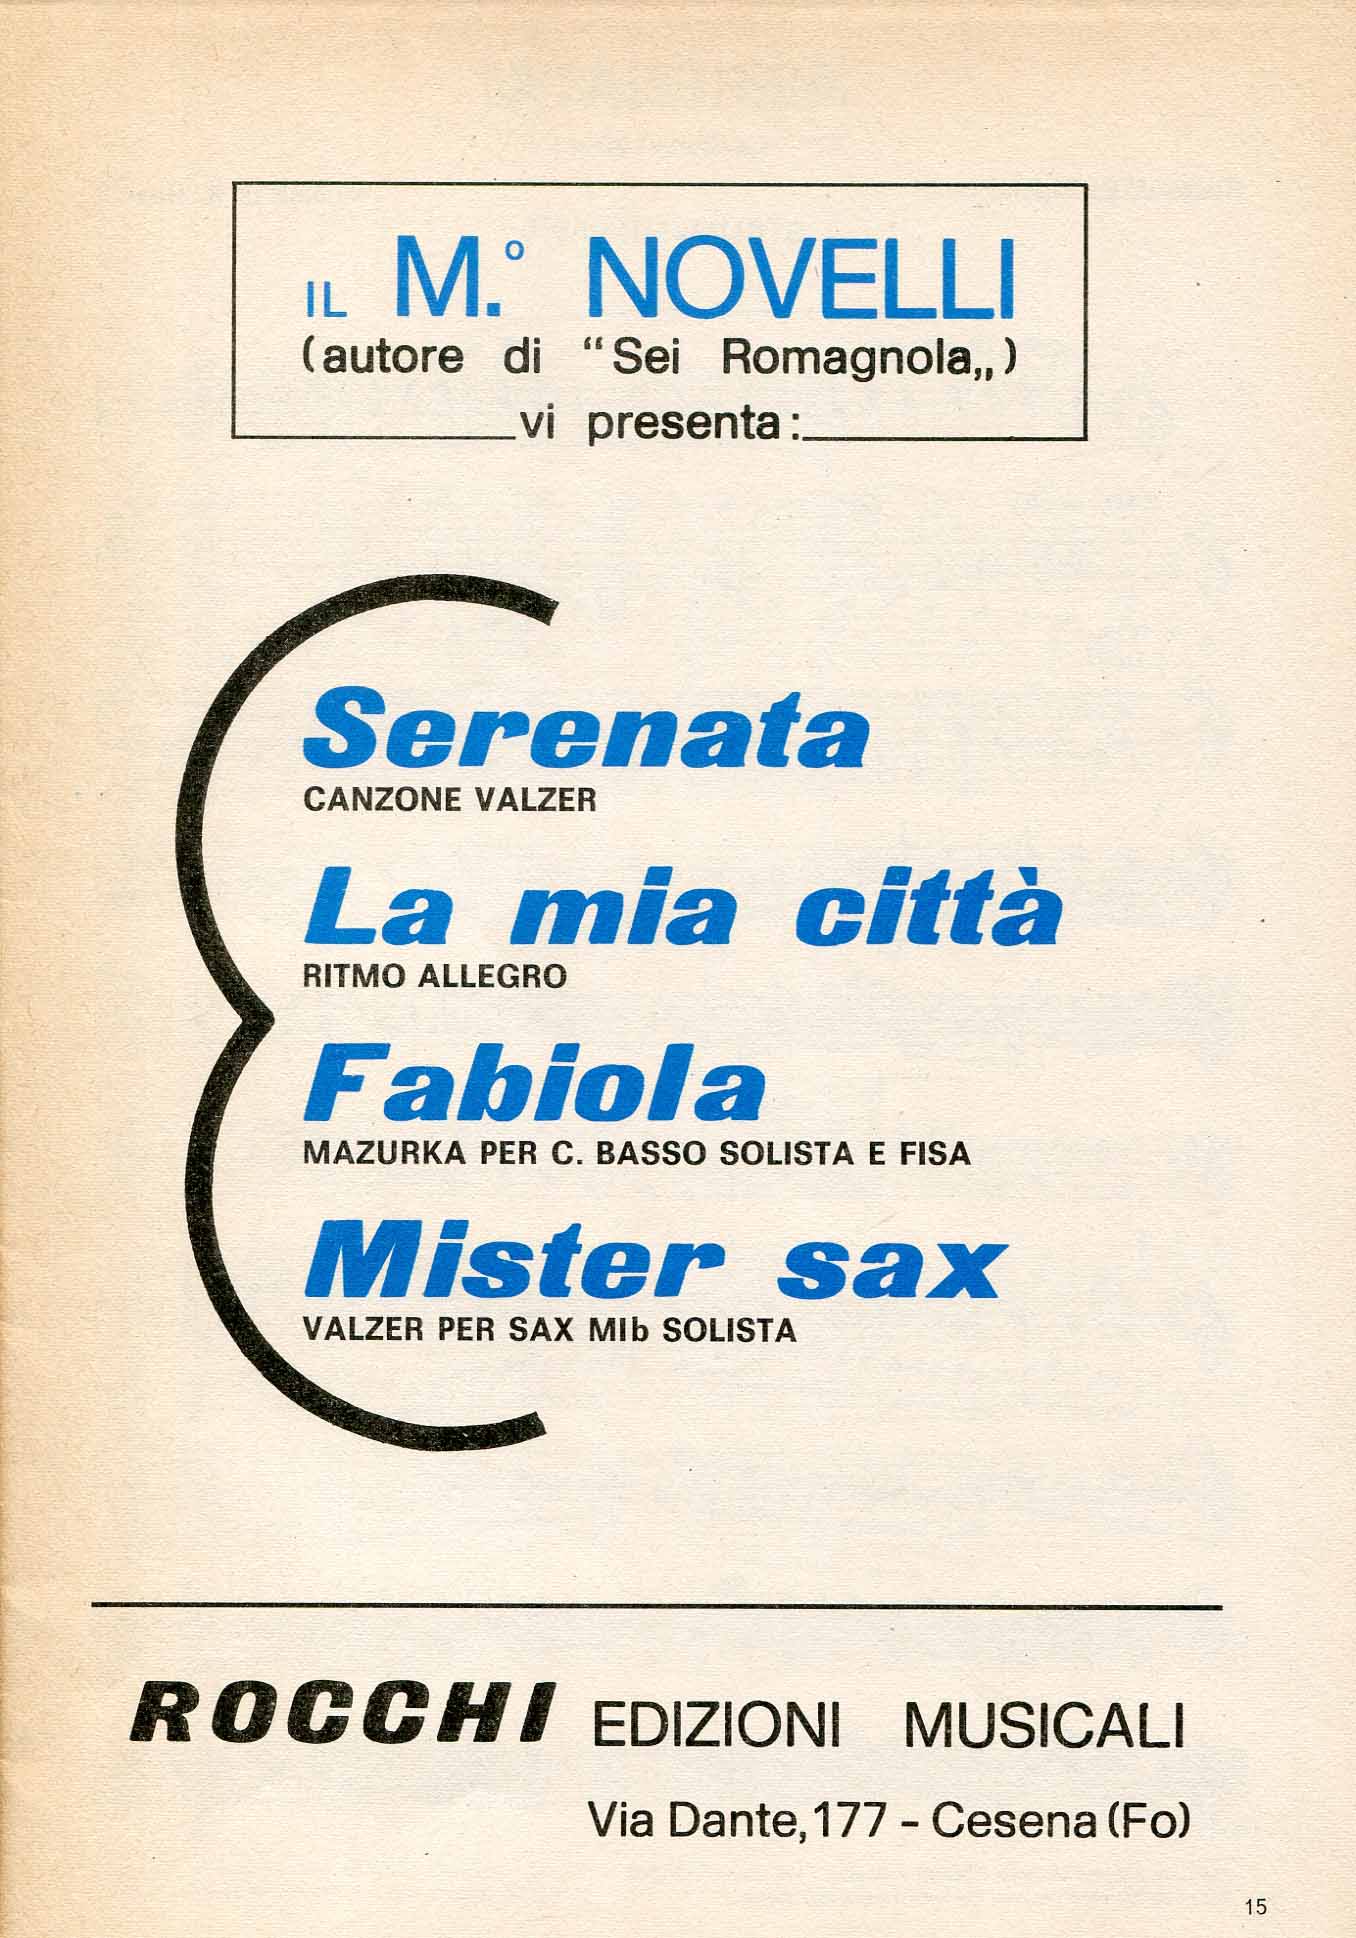 IL M.° NOVELLI
(autore di “Sei Romagnola„)
vi presenta:
Serenata
CANZONE VALZER
La mia città
RITMO ALLEGRO
Fabiola
MAZURKA PER C. BASSO SOLISTA E FISA
Mister sax
VALZER PER SAX MIb SOLISTA
ROCCHI EDIZIONI MUSICALI
Via Dante, 177 - Cesena (Fo)
15